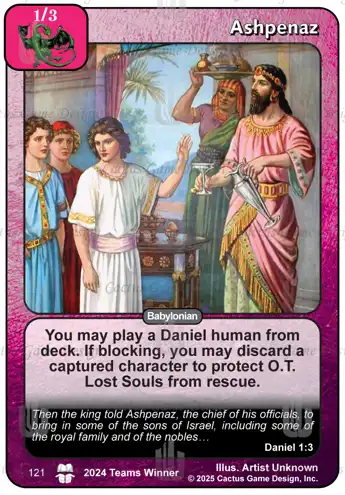 1/3
Ashpenaz
Babylonian
You may play a Daniel human from
deck. If blocking, you may discard a
captured character to protect O.T.
Lost Souls from rescue.
Then the king told Ashpenaz, the chief of his officials, to
bring in some of the sons of Israel, including some of
the royal family and of the nobles…
Daniel 1:3
121
2024 Teams Winner
Illus. Artist Unknown
© 2025 Cactus Game Design, Inc.